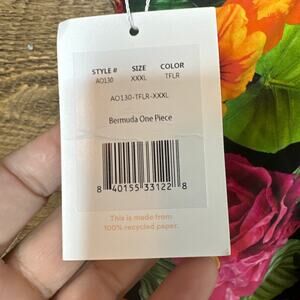 STYLE # SIZE COLOR
AO130 XXXL TFLR
AO130-TFLR-XXXL
Bermuda One Piece
8 40155 33122 8
This is made from
100% recycled paper.